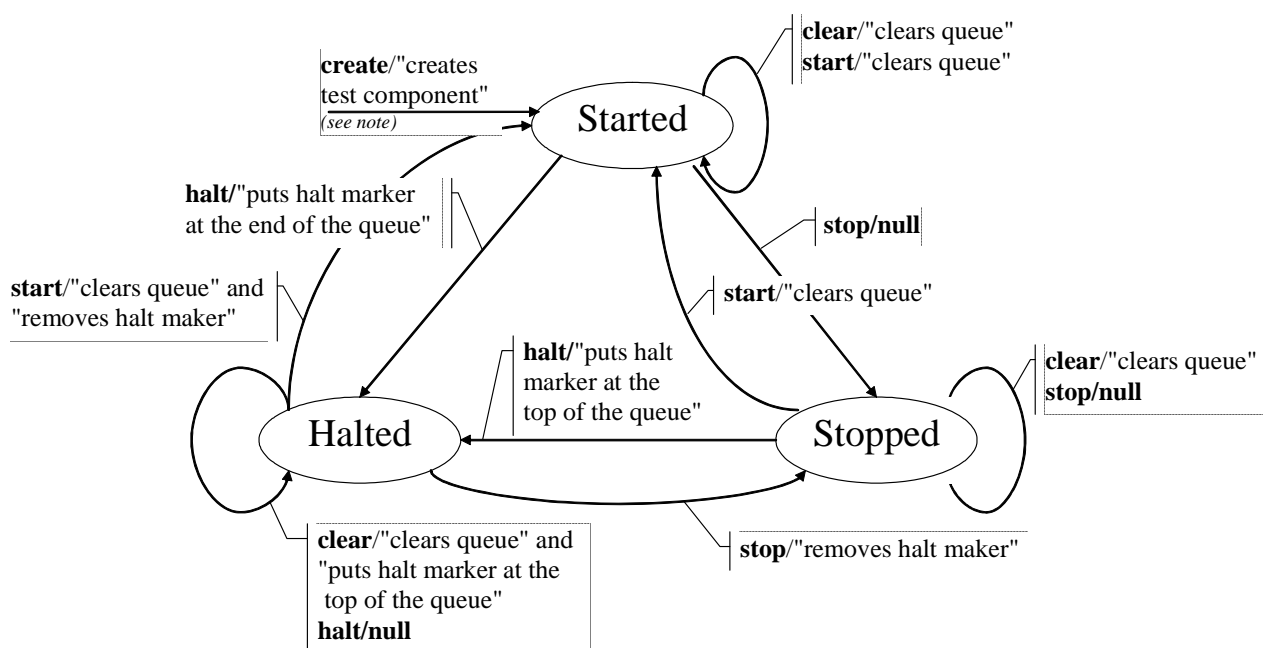 clear/"clears queue"
start/"clears queue"
create/"creates
test component"
(see note)
Started
halt/"puts halt marker
at the end of the queue"
stop/null
start/"clears queue" and
"removes halt maker"
start/"clears queue"
halt/"puts halt
marker at the
top of the queue"
clear/"clears queue"
stop/null
Halted
Stopped
clear/"clears queue" and
"puts halt marker at the
top of the queue"
halt/null
stop/"removes halt maker"